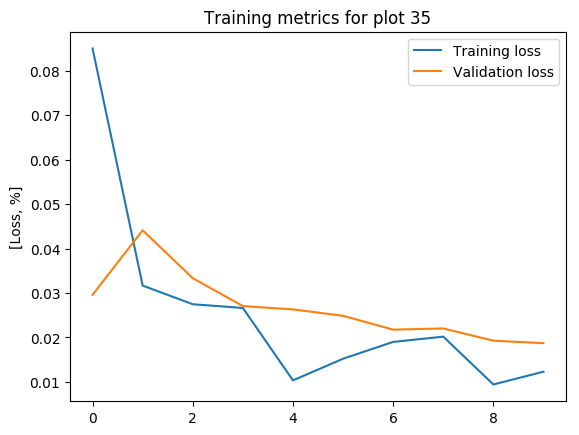 Training metrics for plot 35
Training loss
Validation loss
[Loss, %]
0.08
0.07
0.06
0.05
0.04
0.03
0.02
0.01
0 2 4 6 8